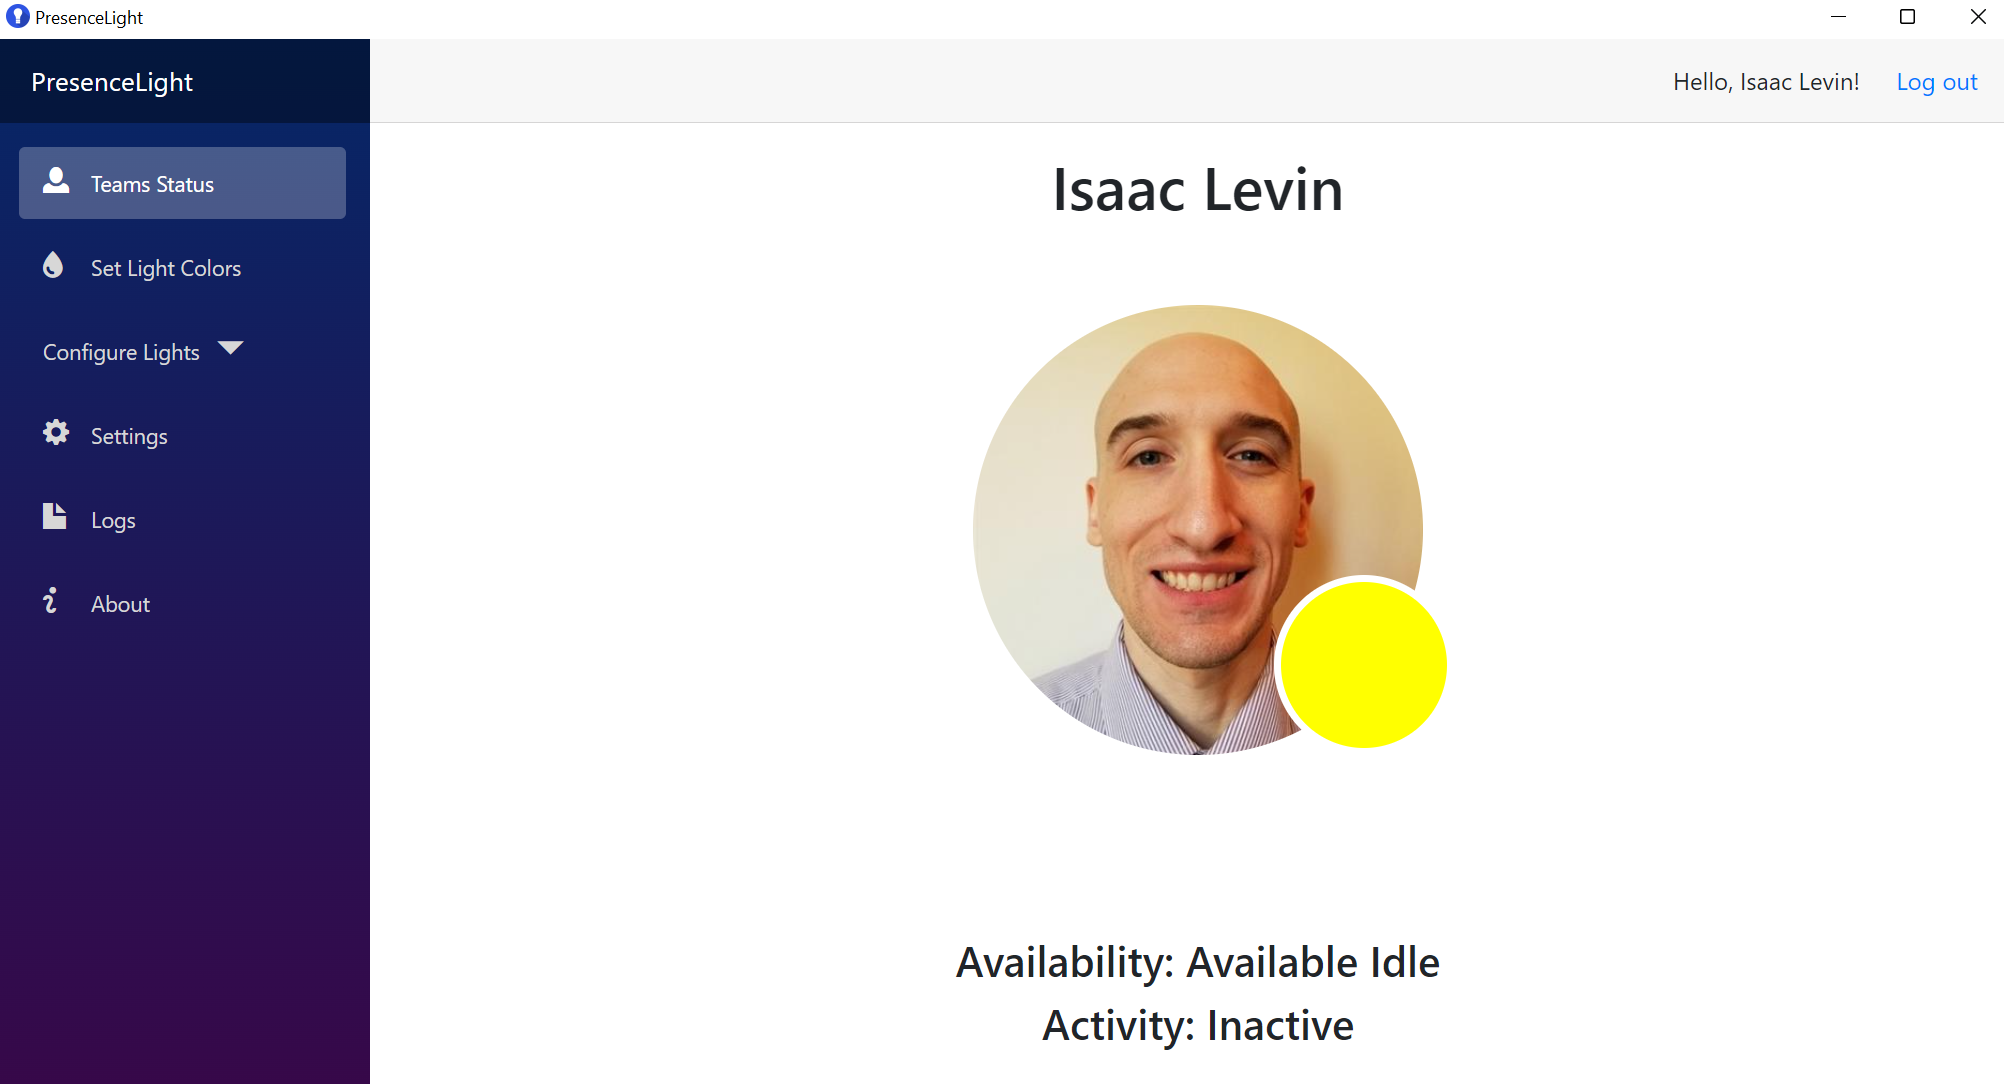 PresenceLight
PresenceLight
Hello, Isaac Levin! Log out
Teams Status
Set Light Colors
Configure Lights
Settings
Logs
About
Isaac Levin
Availability: Available Idle
Activity: Inactive